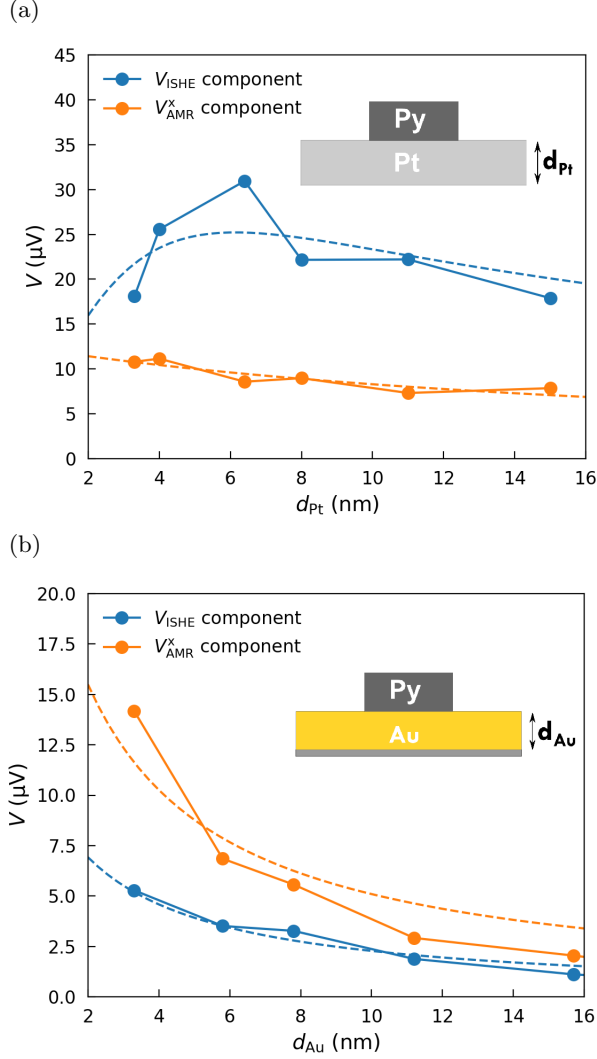 (a)
45
40
35
30
25
20
15
10
5
0
V (μV)
V_ISHE component
V^x_AMR component
Py
Pt
d_Pt
2 4 6 8 10 12 14 16
d_Pt (nm)
(b)
20.0
17.5
15.0
12.5
10.0
7.5
5.0
2.5
0.0
V (μV)
V_ISHE component
V^x_AMR component
Py
Au
d_Au
2 4 6 8 10 12 14 16
d_Au (nm)